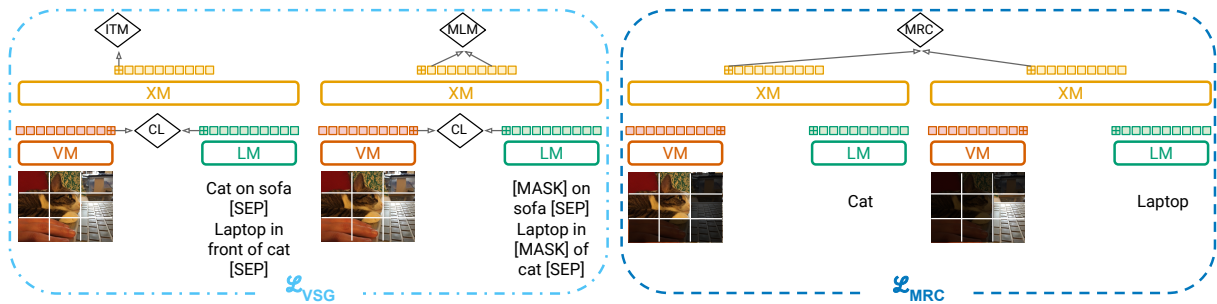 ITM
MLM
MRC
XM
XM
XM
XM
CL
CL
VM
LM
VM
LM
VM
LM
VM
LM
Cat on sofa
[SEP]
Laptop in
front of cat
[SEP]
[MASK] on
sofa [SEP]
Laptop in
[MASK] of
cat [SEP]
Cat
Laptop
ℒVSG
ℒMRC